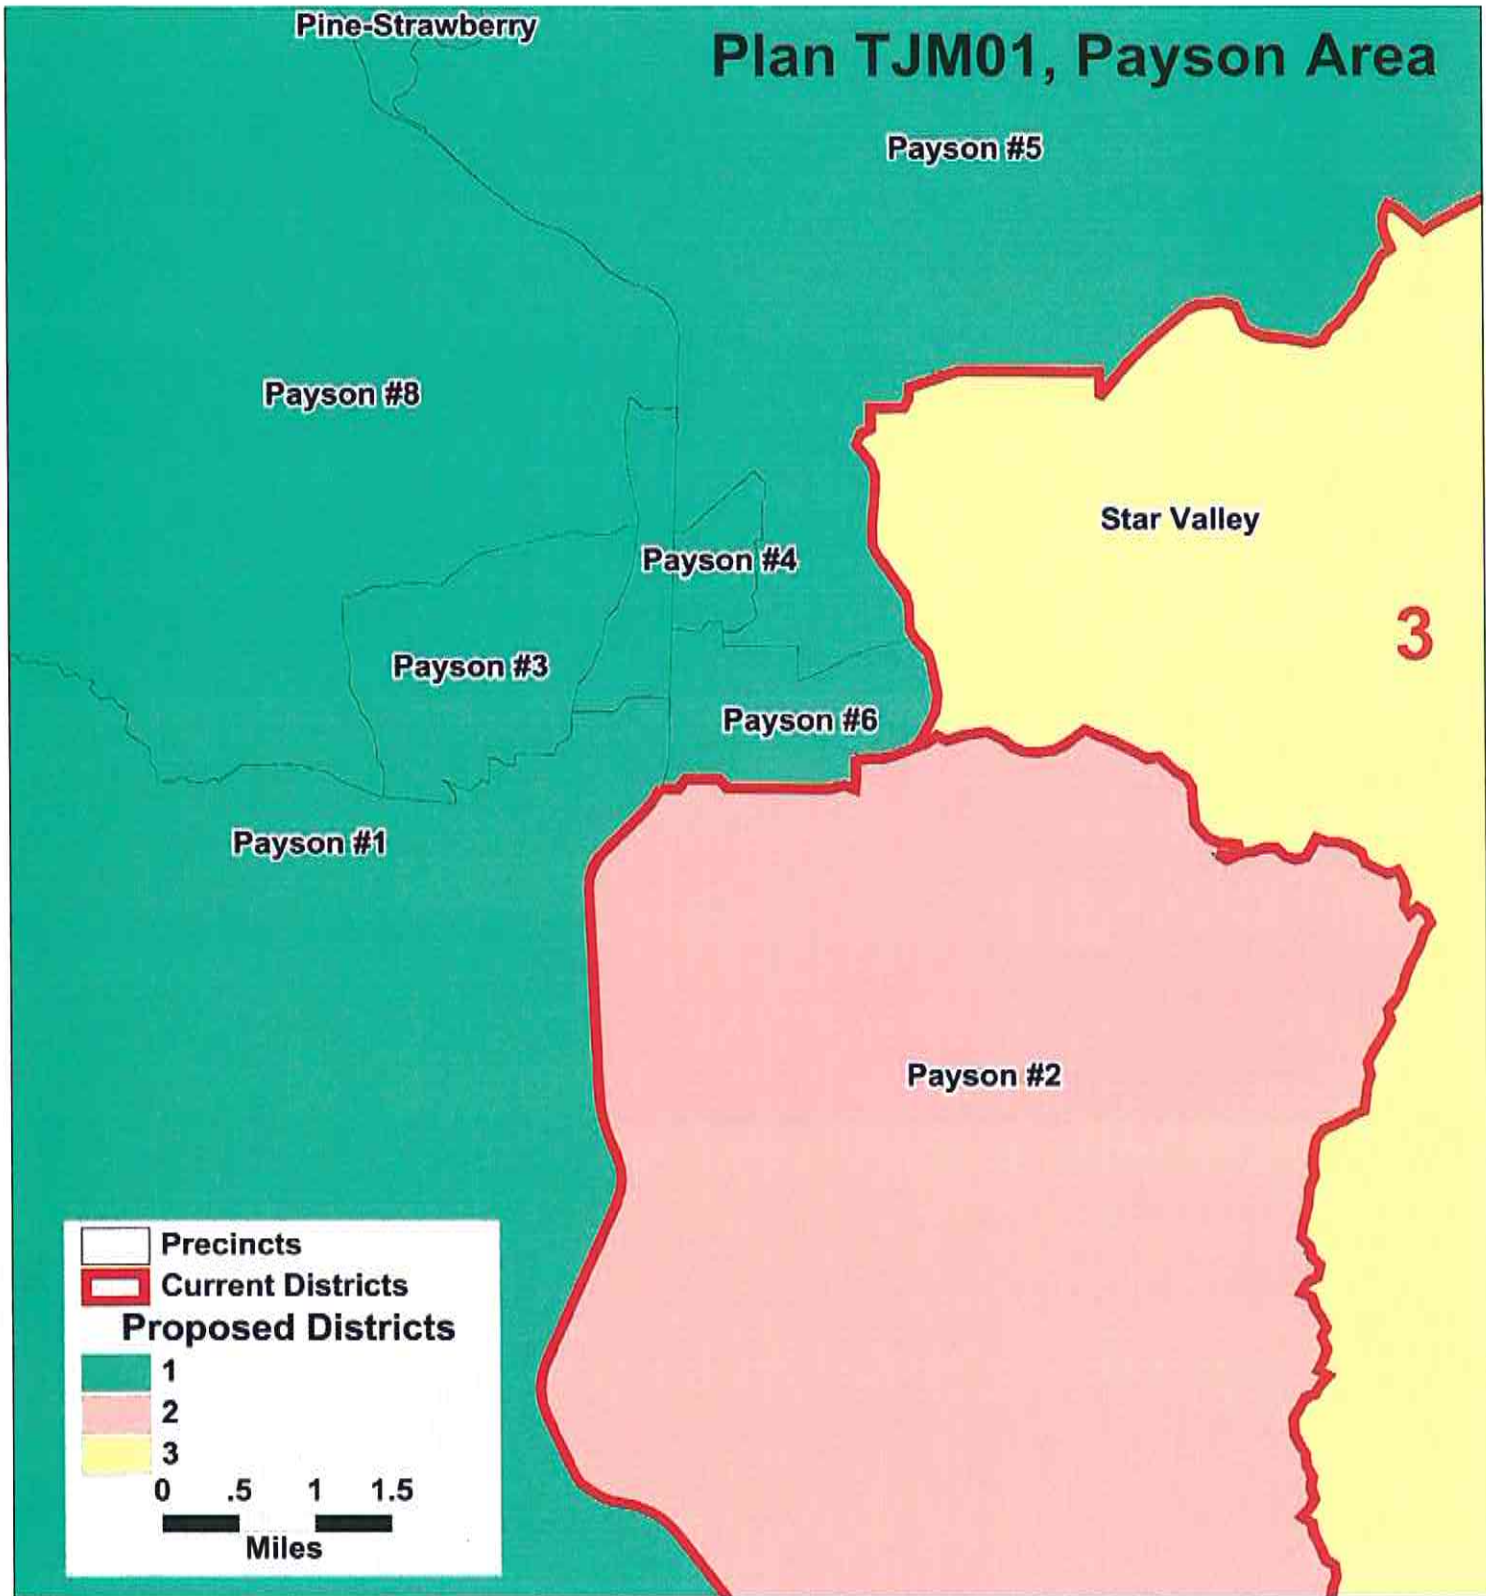 Pine-Strawberry
Plan TJM01, Payson Area
Payson #5
Payson #8
Star Valley
Payson #4
3
Payson #3
Payson #6
Payson #1
Payson #2
Precincts
Current Districts
Proposed Districts
1
2
3
0 .5 1 1.5
Miles